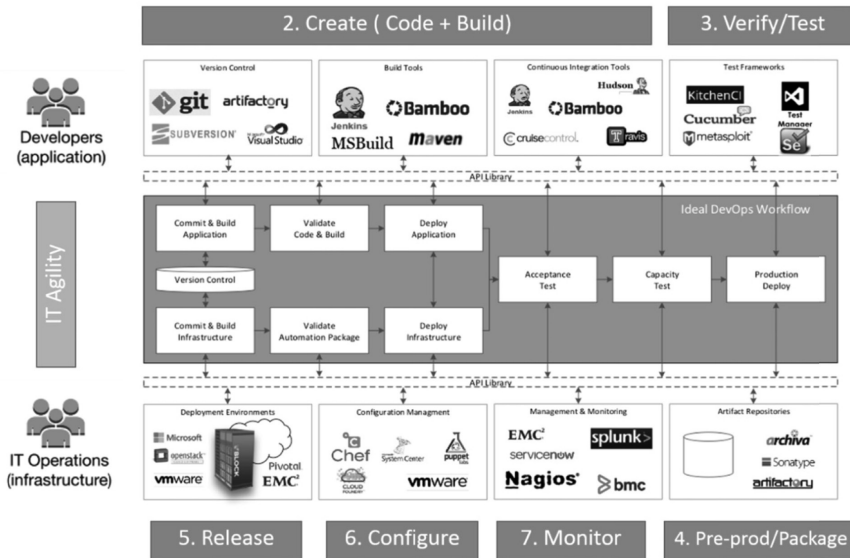 2. Create ( Code + Build)
3. Verify/Test
Developers
(application)
Version Control
git
artifactory
SUBVERSION
Visual Studio
Build Tools
Jenkins
Bamboo
MSBuild
maven
Continuous Integration Tools
Hudson
Jenkins
Bamboo
cruisecontrol
Travis
Test Frameworks
KitchenCI
Cucumber
Test
Manager
metasploit
Se
API Library
IT Agility
Ideal DevOps Workflow
Commit & Build
Application
Validate
Code & Build
Deploy
Application
Version Control
Acceptance
Test
Capacity
Test
Production
Deploy
Commit & Build
Infrastructure
Validate
Automation Package
Deploy
Infrastructure
API Library
IT Operations
(infrastructure)
Deployment Environments
Microsoft
openstack
vmware
VBLOCK
Pivotal
EMC²
Configuration Managment
Chef
System Center
puppet
labs
CLOUD
FOUNDRY
vmware
Management & Monitoring
EMC²
splunk>
servicenow
Nagios
bmc
Artifact Repositories
archiva
Sonatype
artifactory
5. Release
6. Configure
7. Monitor
4. Pre-prod/Package